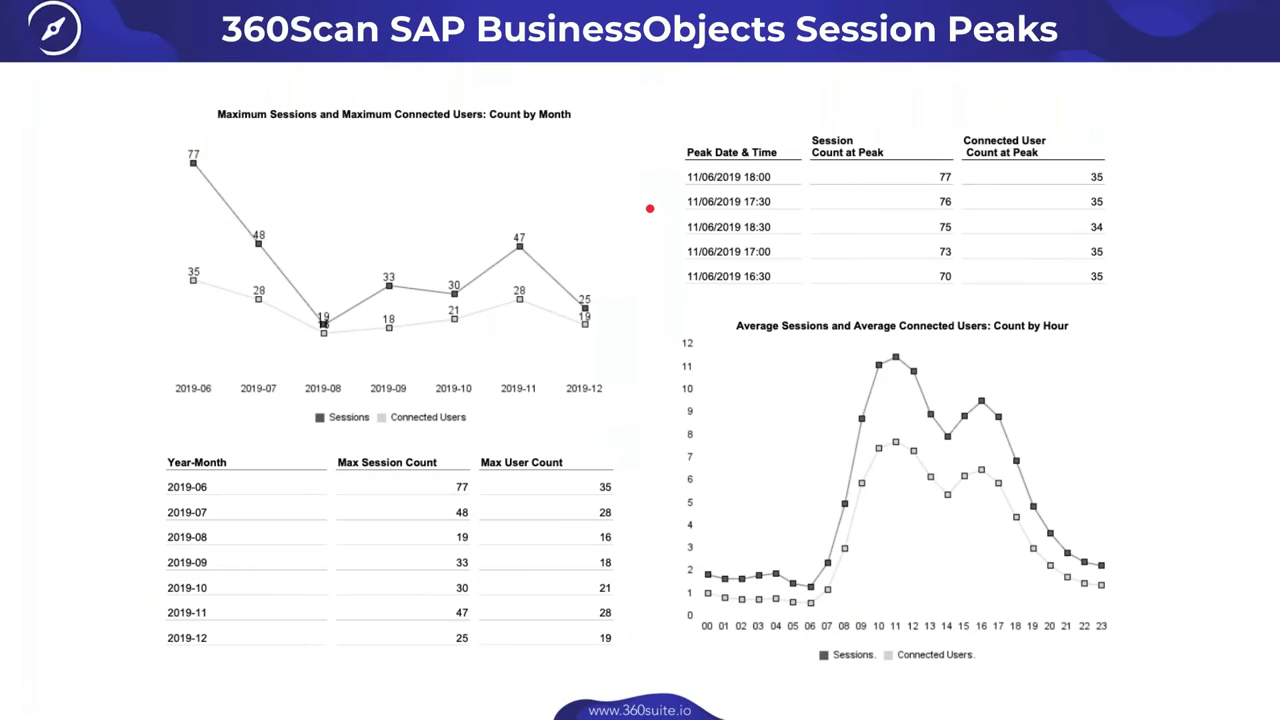 360Scan SAP BusinessObjects Session Peaks
Maximum Sessions and Maximum Connected Users: Count by Month
77
48
19
33
30
47
25
35
28
18
21
28
19
2019-06 2019-07 2019-08 2019-09 2019-10 2019-11 2019-12
Sessions Connected Users
Year-Month Max Session Count Max User Count
2019-06 77 35
2019-07 48 28
2019-08 19 16
2019-09 33 18
2019-10 30 21
2019-11 47 28
2019-12 25 19
Session Connected User
Peak Date & Time Count at Peak Count at Peak
11/06/2019 18:00 77 35
11/06/2019 17:30 76 35
11/06/2019 18:30 75 34
11/06/2019 17:00 73 35
11/06/2019 16:30 70 35
Average Sessions and Average Connected Users: Count by Hour
12
11
10
9
8
7
6
5
4
3
2
1
0
00 01 02 03 04 05 06 07 08 09 10 11 12 13 14 15 16 17 18 19 20 21 22 23
Sessions. Connected Users.
www.360suite.io